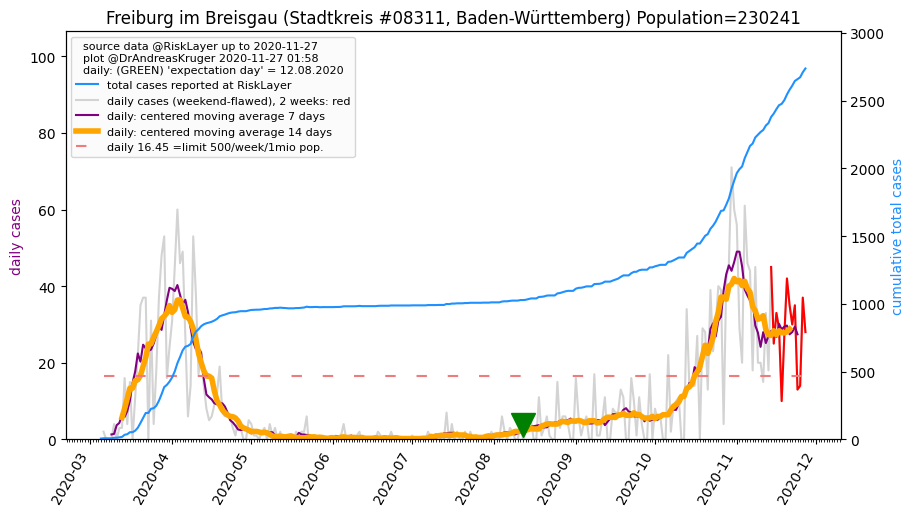 Freiburg im Breisgau (Stadtkreis #08311, Baden-Württemberg) Population=230241
source data @RiskLayer up to 2020-11-27
plot @DrAndreasKruger 2020-11-27 01:58
daily: (GREEN) 'expectation day' = 12.08.2020
total cases reported at RiskLayer
daily cases (weekend-flawed), 2 weeks: red
daily: centered moving average 7 days
daily: centered moving average 14 days
daily 16.45 =limit 500/week/1mio pop.
daily cases
100
80
60
40
20
0
cumulative total cases
3000
2500
2000
1500
1000
500
0
2020-03
2020-04
2020-05
2020-06
2020-07
2020-08
2020-09
2020-10
2020-11
2020-12